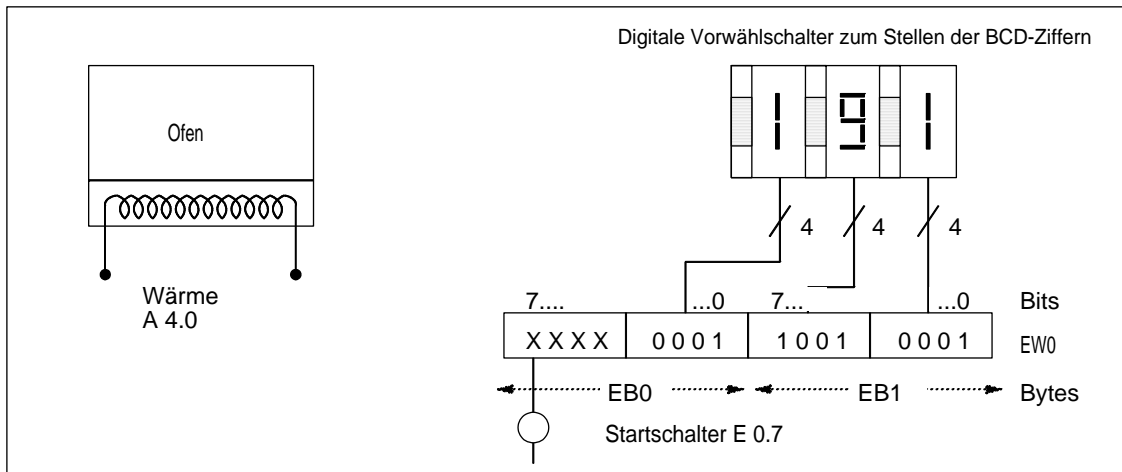 Digitale Vorwählschalter zum Stellen der BCD-Ziffern
1 9 1
Ofen
4 4 4
Wärme
A 4.0
7.... ...0 7... ...0 Bits
X X X X 0 0 0 1 1 0 0 1 0 0 0 1 EW0
EB0 EB1 Bytes
Startschalter E 0.7